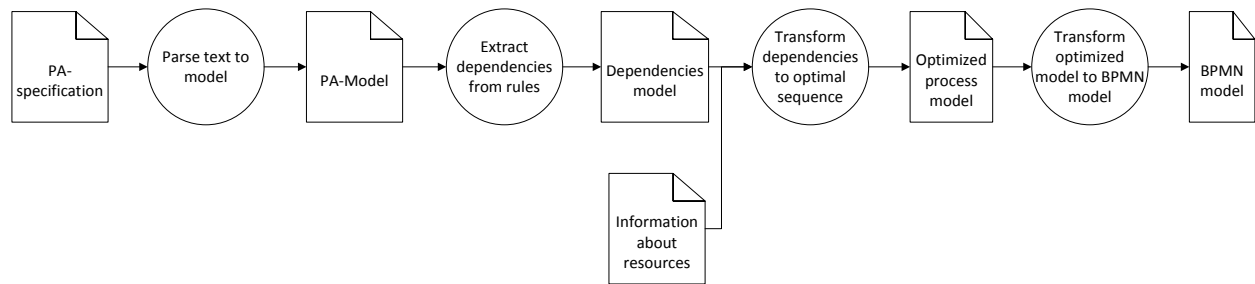 PA-
specification
Parse text to
model
PA-Model
Extract
dependencies
from rules
Dependencies
model
Transform
dependencies
to optimal
sequence
Optimized
process
model
Transform
optimized
model to BPMN
model
BPMN
model
Information
about
resources